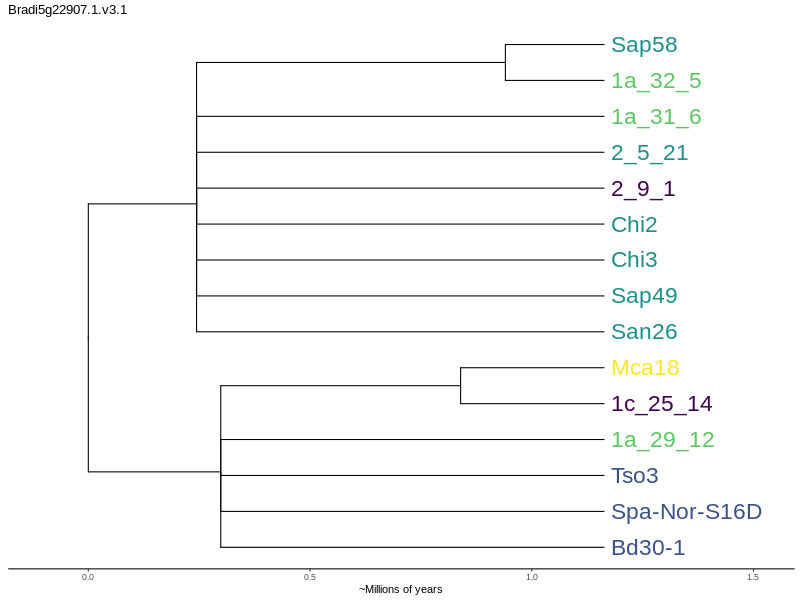 Bradi5g22907.1.v3.1
Sap58
1a_32_5
1a_31_6
2_5_21
2_9_1
Chi2
Chi3
Sap49
San26
Mca18
1c_25_14
1a_29_12
Tso3
Spa-Nor-S16D
Bd30-1
0.0 0.5 1.0 1.5
~Millions of years